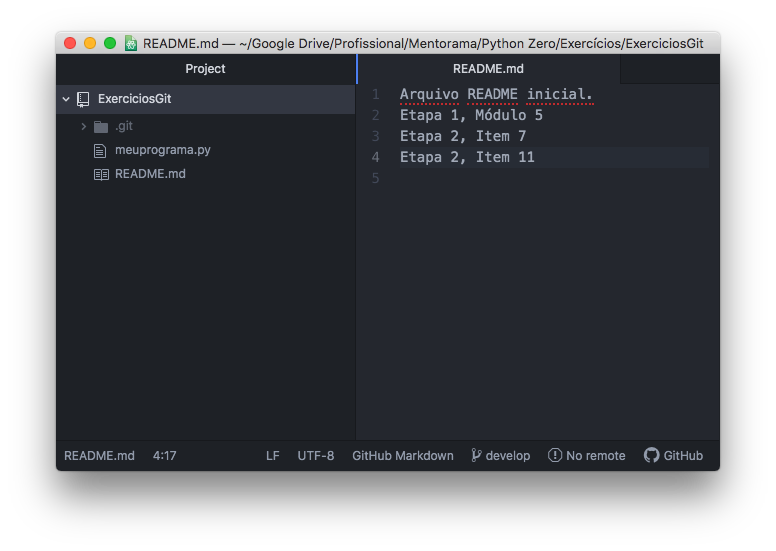 README.md — ~/Google Drive/Profissional/Mentorama/Python Zero/Exercícios/ExerciciosGit
Project
README.md
ExerciciosGit
.git
meuprograma.py
README.md
1 Arquivo README inicial.
2 Etapa 1, Módulo 5
3 Etapa 2, Item 7
4 Etapa 2, Item 11
5
README.md 4:17 LF UTF-8 GitHub Markdown develop No remote GitHub